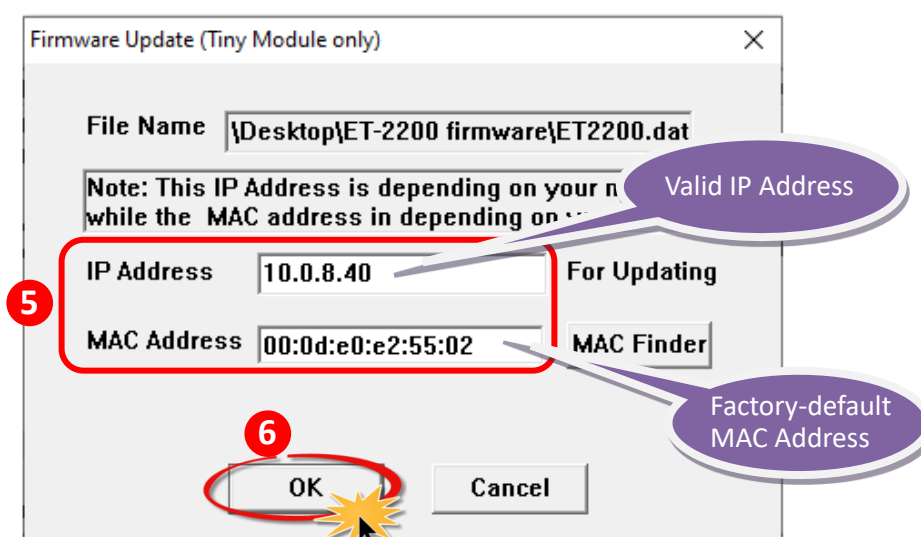 Firmware Update (Tiny Module only)
File Name \Desktop\ET-2200 firmware\ET2200.dat
Note: This IP Address is depending on your
while the MAC address in depending on
Valid IP Address
5
IP Address 10.0.8.40 For Updating
MAC Address 00:0d:e0:e2:55:02 MAC Finder
Factory-default
MAC Address
6
OK Cancel